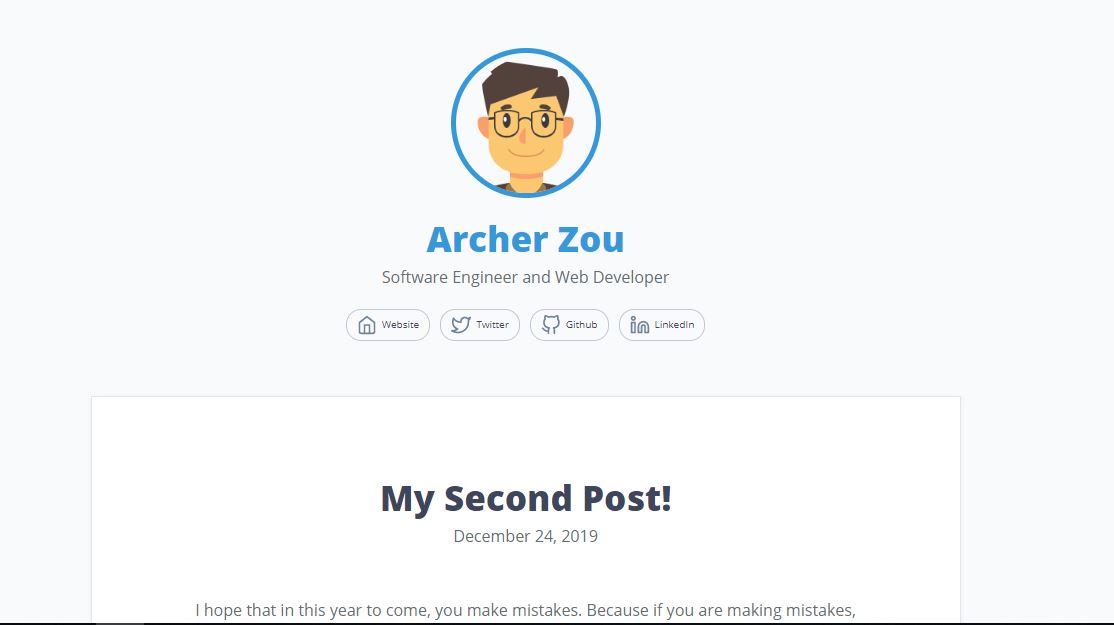 Archer Zou
Software Engineer and Web Developer
Website Twitter Github LinkedIn
My Second Post!
December 24, 2019
I hope that in this year to come, you make mistakes. Because if you are making mistakes,